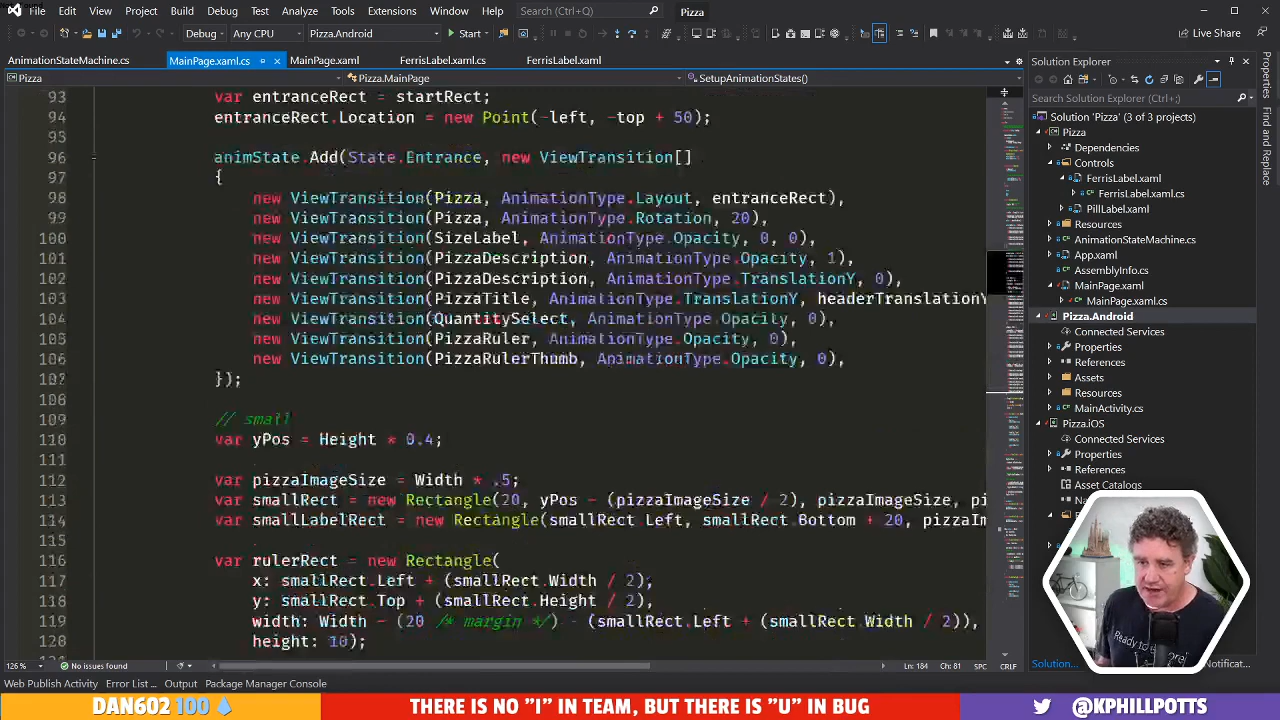 File Edit View Project Build Debug Test Analyze Tools Extensions Window Help Search (Ctrl+Q) Pizza
Debug Any CPU Pizza.Android Start Live Share
AnimationStateMachine.cs MainPage.xaml.cs MainPage.xaml FerrisLabel.xaml.cs FerrisLabel.xaml
Pizza Pizza.MainPage SetupAnimationStates()
93 var entranceRect = startRect;
94 entranceRect.Location = new Point(-left, -top + 50);
95
96 animState.Add(State.Entrance, new ViewTransition[]
97 {
98 new ViewTransition(Pizza, AnimationType.Layout, entranceRect),
99 new ViewTransition(Pizza, AnimationType.Rotation, 20),
100 new ViewTransition(SizeLabel, AnimationType.Opacity, 0, 0),
101 new ViewTransition(PizzaDescription, AnimationType.Opacity, 1),
102 new ViewTransition(PizzaDescription, AnimationType.TranslationY, 0),
103 new ViewTransition(PizzaTitle, AnimationType.TranslationY, headerTranslationY
104 new ViewTransition(QuantitySelect, AnimationType.Opacity, 0),
105 new ViewTransition(PizzaRuler, AnimationType.Opacity, 0),
106 new ViewTransition(PizzaRulerThumb, AnimationType.Opacity, 0),
107 });
108
109 // small
110 var yPos = Height * 0.4;
111
112 var pizzaImageSize = Width * .5;
113 var smallRect = new Rectangle(20, yPos - (pizzaImageSize / 2), pizzaImageSize, pi
114 var smallLabelRect = new Rectangle(smallRect.Left, smallRect.Bottom + 20, pizzaIm
115
116 var rulerRect = new Rectangle(
117 x: smallRect.Left + (smallRect.Width / 2),
118 y: smallRect.Top + (smallRect.Height / 2),
119 width: Width - (20 /* margin */) - (smallRect.Left + (smallRect.Width / 2)),
120 height: 10);
126 % No issues found Ln: 184 Ch: 81 SPC CRLF
Web Publish Activity Error List ... Output Package Manager Console
Solution Explorer
Search Solution Explorer (Ctrl+;)
Solution 'Pizza' (3 of 3 projects)
Pizza
Dependencies
Controls
FerrisLabel.xaml
FerrisLabel.xaml.cs
PillLabel.xaml
Resources
AnimationStateMachine.cs
App.xaml
AssemblyInfo.cs
MainPage.xaml
MainPage.xaml.cs
Pizza.Android
Connected Services
Properties
References
Assets
Resources
MainActivity.cs
Pizza.iOS
Connected Services
Properties
References
Asset Catalogs
Solution... Notificat...
Properties
Find and Replace
DAN602 100 THERE IS NO "I" IN TEAM, BUT THERE IS "U" IN BUG @KPHILLPOTTS